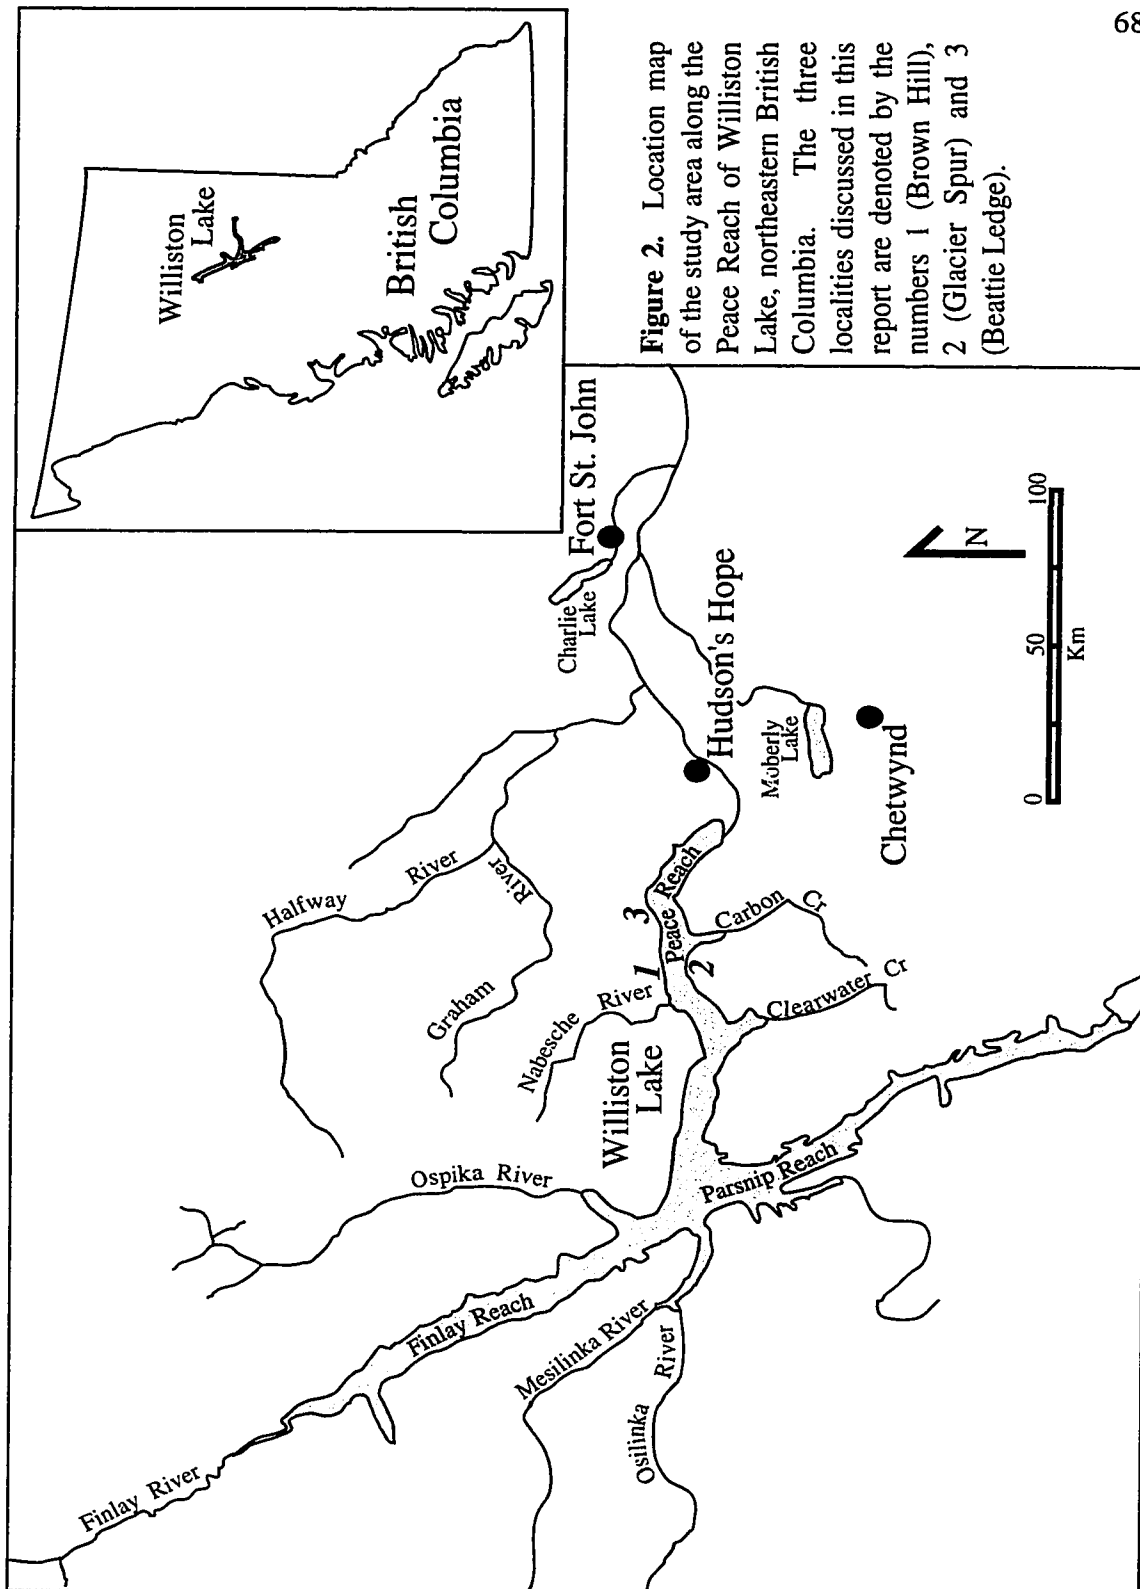 68
Williston
Lake
British
Columbia
Figure 2. Location map
of the study area along the
Peace Reach of Williston
Lake, northeastern British
Columbia. The three
localities discussed in this
report are denoted by the
numbers 1 (Brown Hill),
2 (Glacier Spur) and 3
(Beattie Ledge).
Finlay River
Finlay Reach
Ospika River
Mesilinka River
Osilinka River
Parsnip Reach
Williston
Lake
Nabesche River
Graham River
Halfway River
1
2
3
Peace Reach
Carbon Cr
Clearwater Cr
Charlie
Lake
Fort St. John
Hudson's Hope
Moberly
Lake
Chetwynd
N
0 50 100
Km